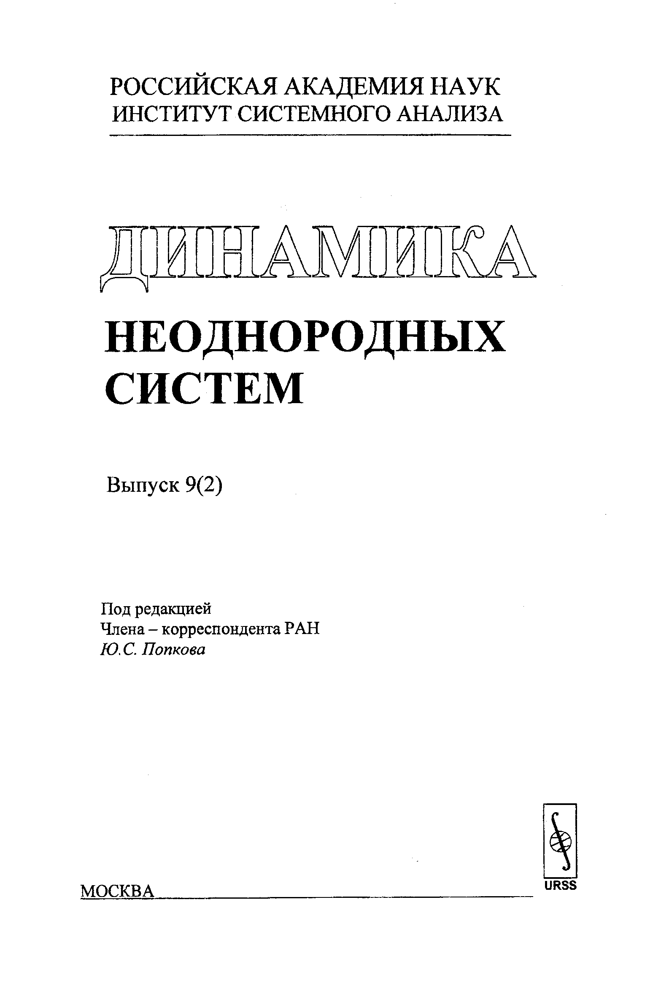 РОССИЙСКАЯ АКАДЕМИЯ НАУК
ИНСТИТУТ СИСТЕМНОГО АНАЛИЗА
ДИНАМИКА
НЕОДНОРОДНЫХ
СИСТЕМ
Выпуск 9(2)
Под редакцией
Члена – корреспондента РАН
Ю.С. Попкова
URSS
МОСКВА